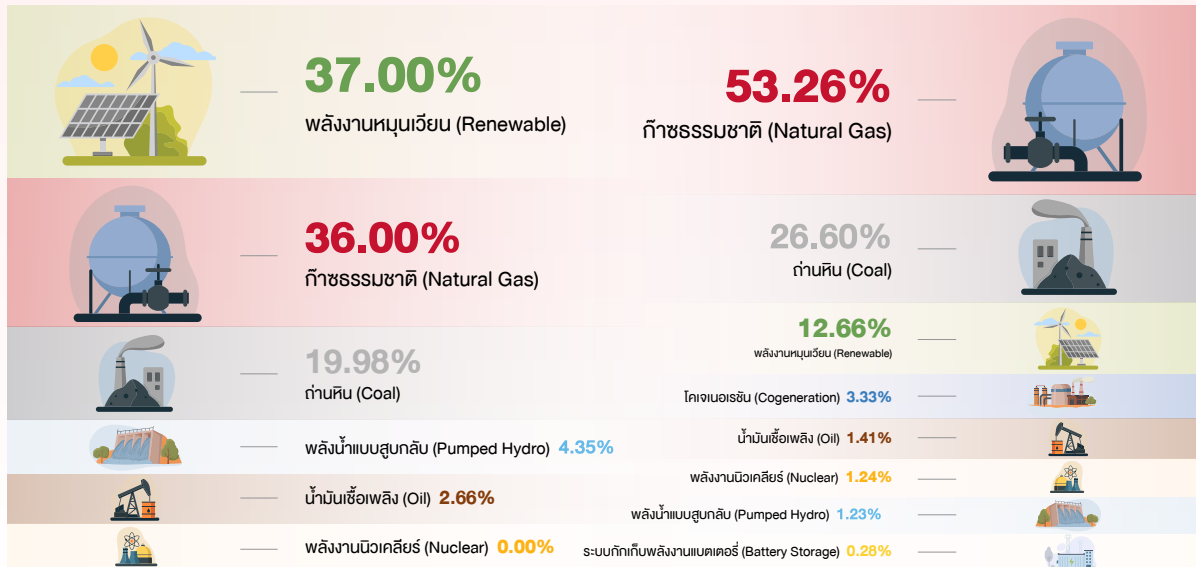 37.00%
พลังงานหมุนเวียน (Renewable)
36.00%
ก๊าซธรรมชาติ (Natural Gas)
19.98%
ถ่านหิน (Coal)
พลังน้ำแบบสูบกลับ (Pumped Hydro) 4.35%
น้ำมันเชื้อเพลิง (Oil) 2.66%
พลังงานนิวเคลียร์ (Nuclear) 0.00%
53.26%
ก๊าซธรรมชาติ (Natural Gas)
26.60%
ถ่านหิน (Coal)
12.66%
พลังงานหมุนเวียน (Renewable)
โคเจเนอเรชัน (Cogeneration) 3.33%
น้ำมันเชื้อเพลิง (Oil) 1.41%
พลังงานนิวเคลียร์ (Nuclear) 1.24%
พลังน้ำแบบสูบกลับ (Pumped Hydro) 1.23%
ระบบกักเก็บพลังงานแบตเตอรี่ (Battery Storage) 0.28%